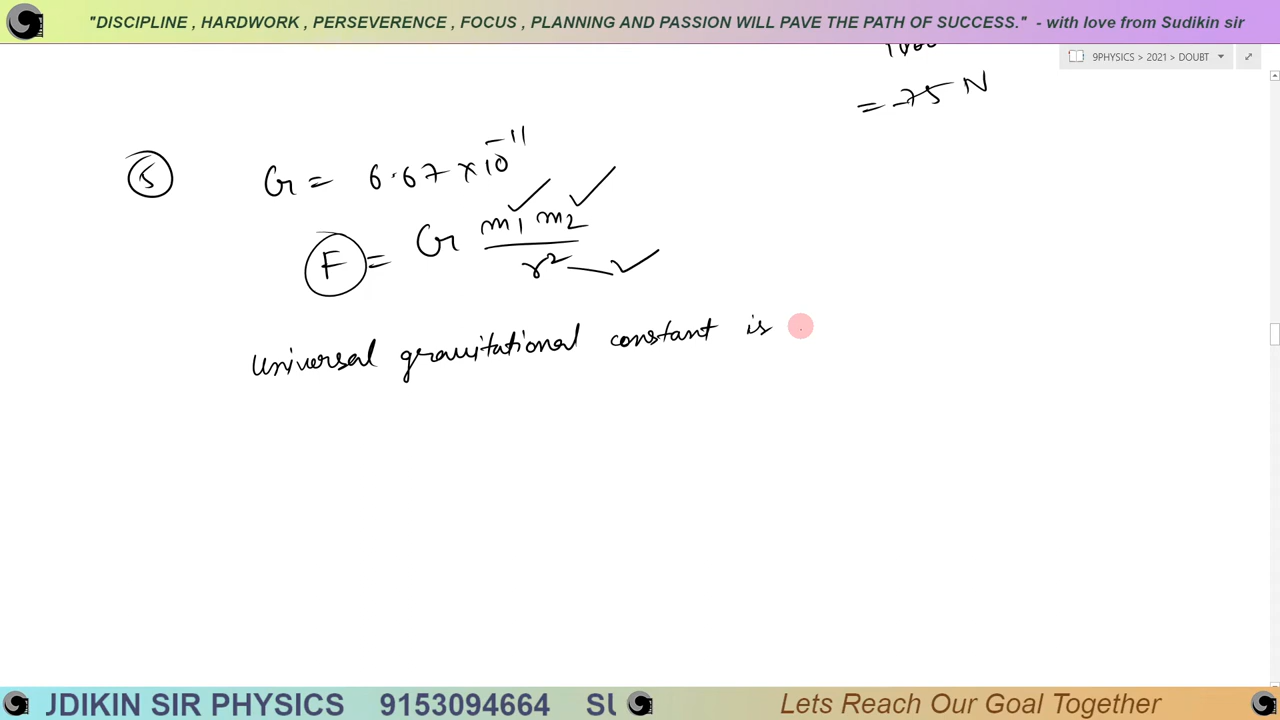 "DISCIPLINE , HARDWORK , PERSEVERENCE , FOCUS , PLANNING AND PASSION WILL PAVE THE PATH OF SUCCESS." - with love from Sudikin sir
9PHYSICS > 2021 > DOUBT
= 75 N
5 G = 6.67 × 10⁻¹¹
F = G m₁ m₂ / r²
Universal gravitational constant is
JDIKIN SIR PHYSICS 9153094664 SU Lets Reach Our Goal Together